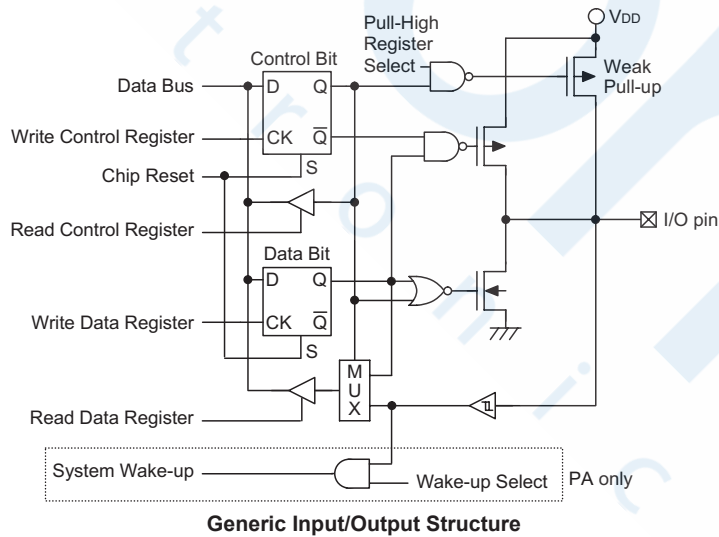 VDD
Pull-High
Register
Select
Control Bit
Weak
Pull-up
Data Bus
D Q
Write Control Register
CK Q
S
Chip Reset
Read Control Register
I/O pin
Data Bit
D Q
Write Data Register
CK Q
S
M
U
X
Read Data Register
System Wake-up
Wake-up Select
PA only
Generic Input/Output Structure
t
r
o
n
i
c